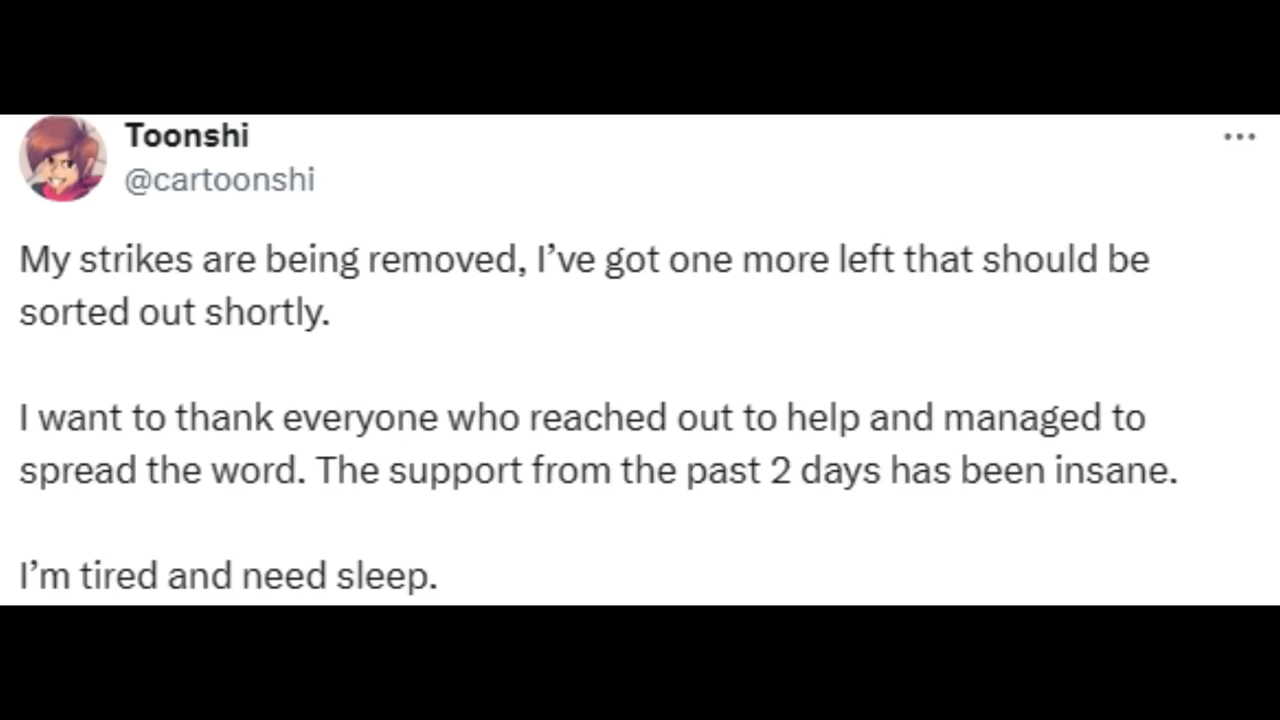 Toonshi
@cartoonshi
My strikes are being removed, I’ve got one more left that should be
sorted out shortly.
I want to thank everyone who reached out to help and managed to
spread the word. The support from the past 2 days has been insane.
I’m tired and need sleep.